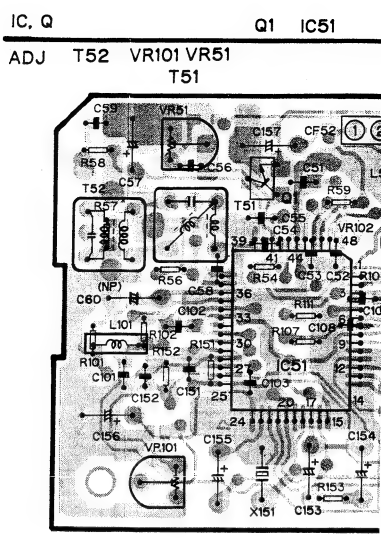 IC, Q Q1 IC51
ADJ T52 VR101 VR51
T51
C59 VR51
C157 CF52 1
R58 C56
C57 C51
T52 R59
R57 T51 Q1
C55 VR102
C54
39 48
41 44
R56 R54 C53 C52 1
(NP) C58
C60 36 3
C102 R111
33 C108 6
L101 R102 R107
R152 R151 30 9
R101 IC51
C101 27 12
C152 C151 C103
25 20 17 14
24 15
C156 C155 C154
VR101
R153
X151 C153